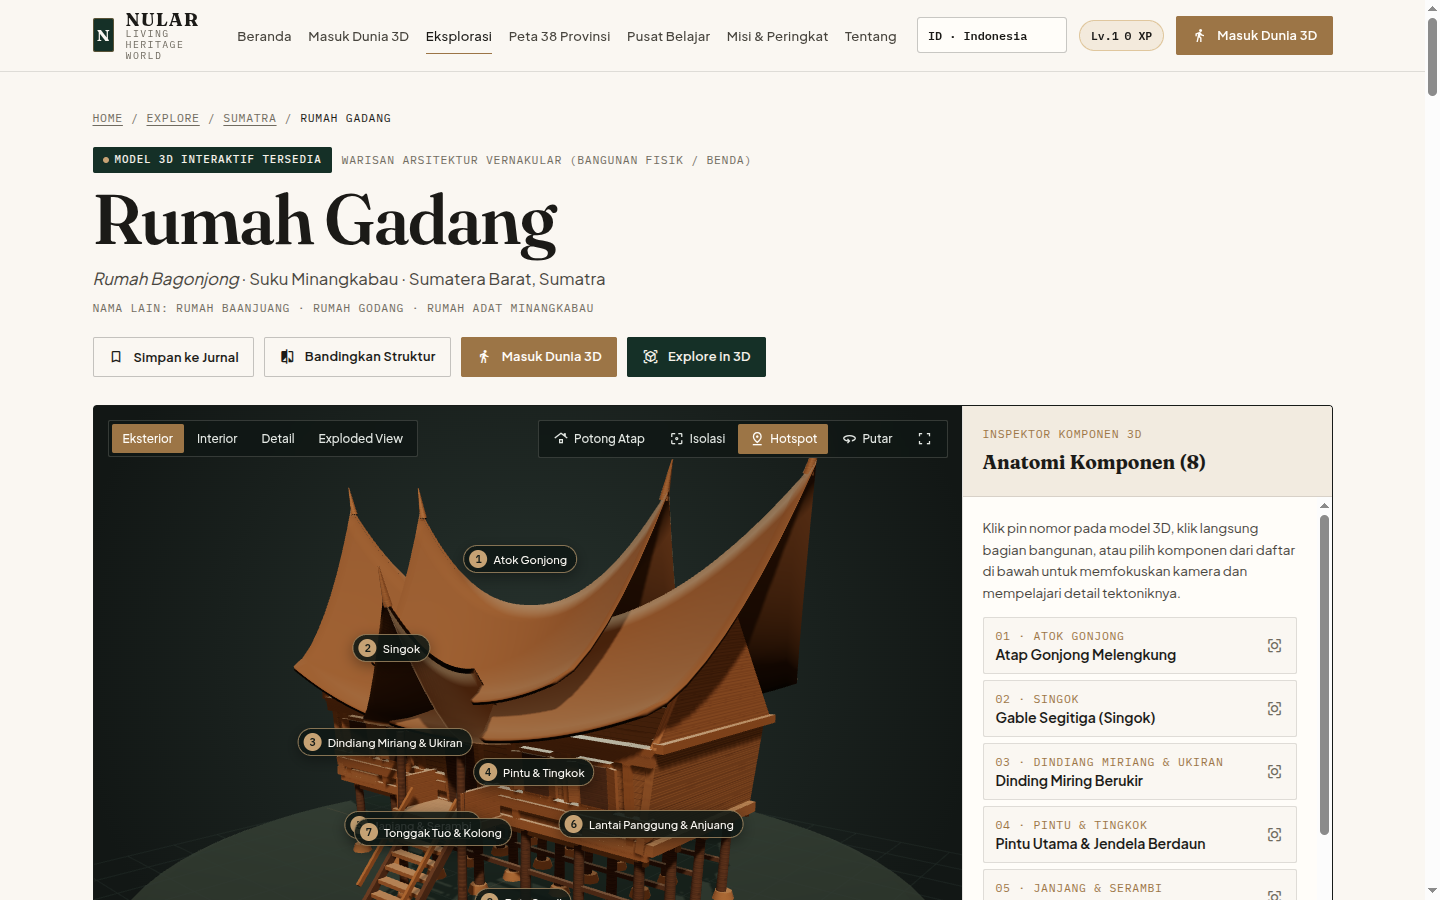 N
NULAR
LIVING
HERITAGE
WORLD
Beranda
Masuk Dunia 3D
Eksplorasi
Peta 38 Provinsi
Pusat Belajar
Misi & Peringkat
Tentang
ID · Indonesia
Lv.1 0 XP
Masuk Dunia 3D
HOME / EXPLORE / SUMATRA / RUMAH GADANG
MODEL 3D INTERAKTIF TERSEDIA
WARISAN ARSITEKTUR VERNAKULAR (BANGUNAN FISIK / BENDA)
Rumah Gadang
Rumah Bagonjong · Suku Minangkabau · Sumatera Barat, Sumatra
NAMA LAIN: RUMAH BAANJUANG · RUMAH GODANG · RUMAH ADAT MINANGKABAU
Simpan ke Jurnal
Bandingkan Struktur
Masuk Dunia 3D
Explore in 3D
Eksterior
Interior
Detail
Exploded View
Potong Atap
Isolasi
Hotspot
Putar
1 Atok Gonjong
2 Singok
3 Dindiang Miriang & Ukiran
4 Pintu & Tingkok
7 Tonggak Tuo & Kolong
6 Lantai Panggung & Anjuang
INSPEKTOR KOMPONEN 3D
Anatomi Komponen (8)
Klik pin nomor pada model 3D, klik langsung
bagian bangunan, atau pilih komponen dari daftar
di bawah untuk memfokuskan kamera dan
mempelajari detail tektoniknya.
01 · ATOK GONJONG
Atap Gonjong Melengkung
02 · SINGOK
Gable Segitiga (Singok)
03 · DINDIANG MIRIANG & UKIRAN
Dinding Miring Berukir
04 · PINTU & TINGKOK
Pintu Utama & Jendela Berdaun
05 · JANJANG & SERAMBI